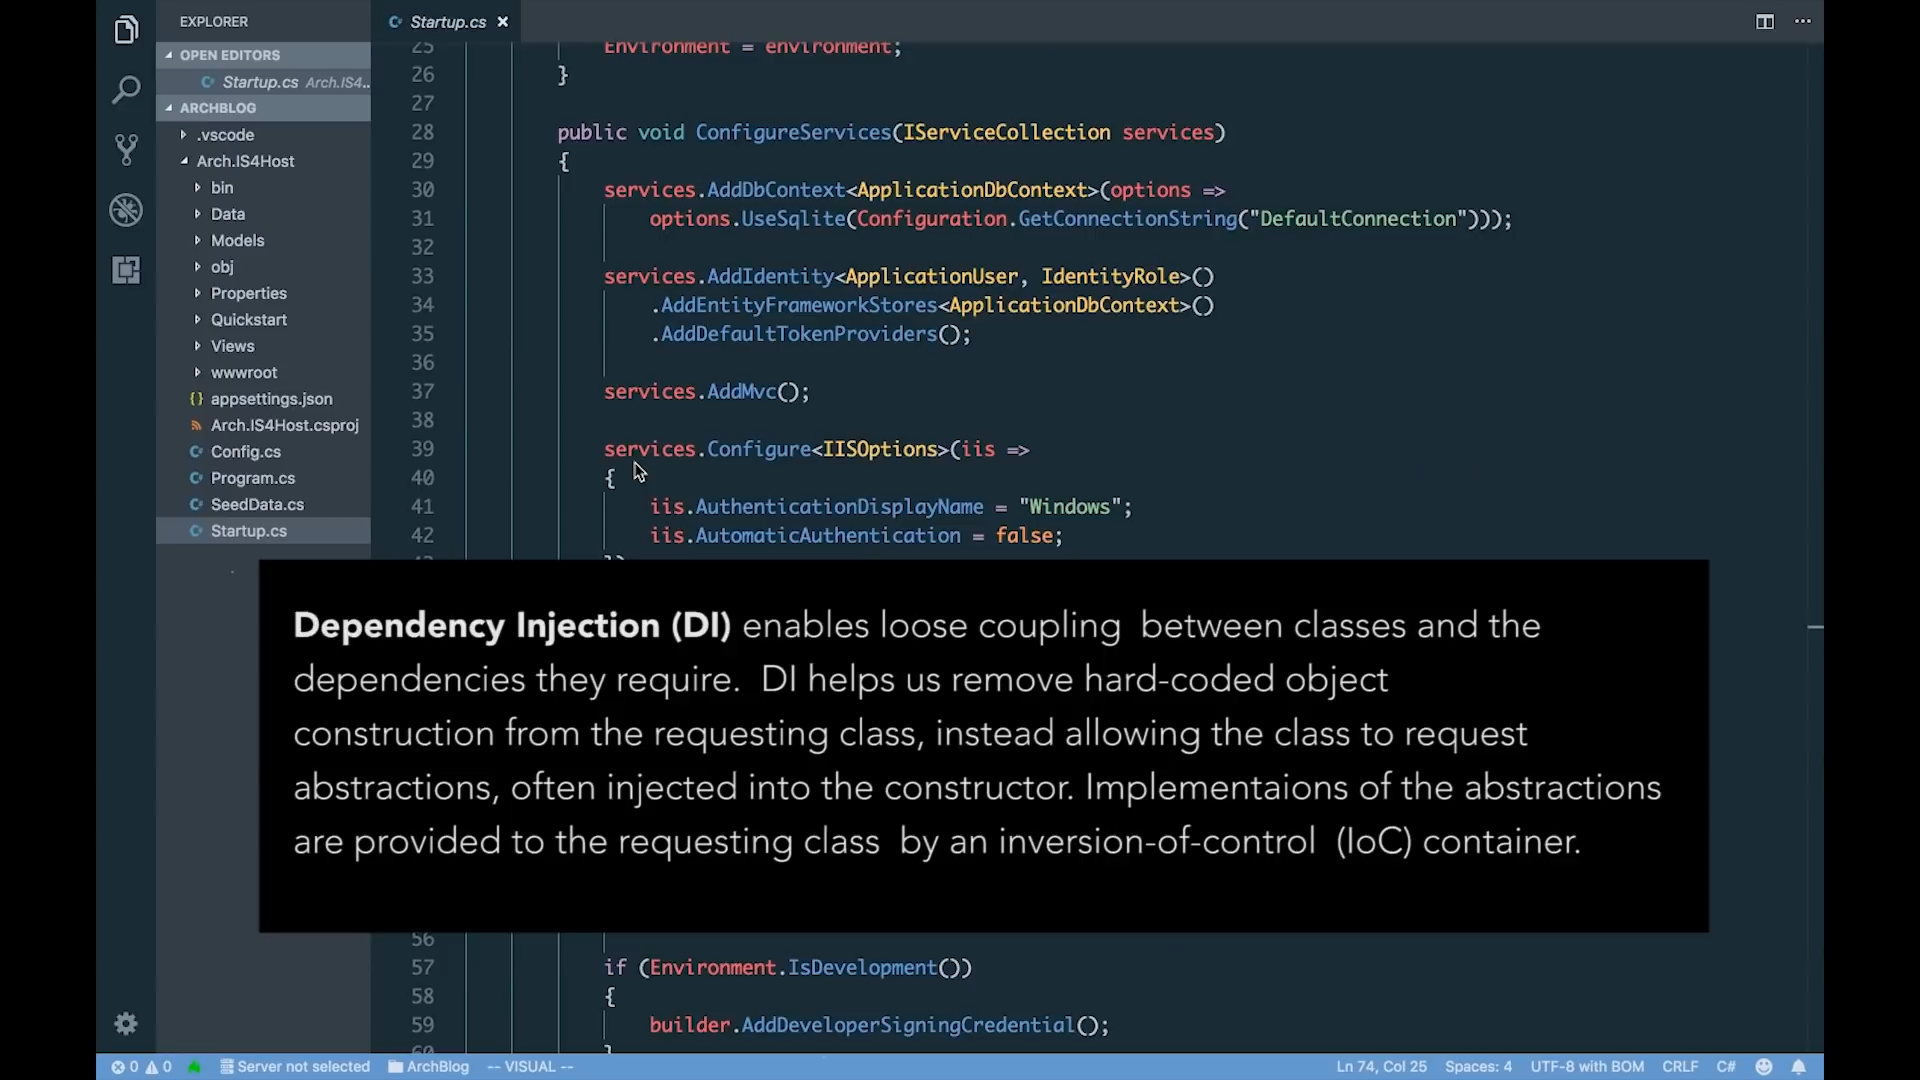 EXPLORER
OPEN EDITORS
Startup.cs Arch.IS4..
ARCHBLOG
.vscode
Arch.IS4Host
bin
Data
Models
obj
Properties
Quickstart
Views
wwwroot
{} appsettings.json
Arch.IS4Host.csproj
Config.cs
Program.cs
SeedData.cs
Startup.cs
Startup.cs ×
25 Environment = environment;
26 }
27
28 public void ConfigureServices(IServiceCollection services)
29 {
30 services.AddDbContext<ApplicationDbContext>(options =>
31 options.UseSqlite(Configuration.GetConnectionString("DefaultConnection")));
32
33 services.AddIdentity<ApplicationUser, IdentityRole>()
34 .AddEntityFrameworkStores<ApplicationDbContext>()
35 .AddDefaultTokenProviders();
36
37 services.AddMvc();
38
39 services.Configure<IISOptions>(iis =>
40 {
41 iis.AuthenticationDisplayName = "Windows";
42 iis.AutomaticAuthentication = false;
Dependency Injection (DI) enables loose coupling between classes and the
dependencies they require. DI helps us remove hard-coded object
construction from the requesting class, instead allowing the class to request
abstractions, often injected into the constructor. Implementaions of the abstractions
are provided to the requesting class by an inversion-of-control (IoC) container.
56
57 if (Environment.IsDevelopment())
58 {
59 builder.AddDeveloperSigningCredential();
0 0 Server not selected ArchBlog -- VISUAL -- Ln 74, Col 25 Spaces: 4 UTF-8 with BOM CRLF C#